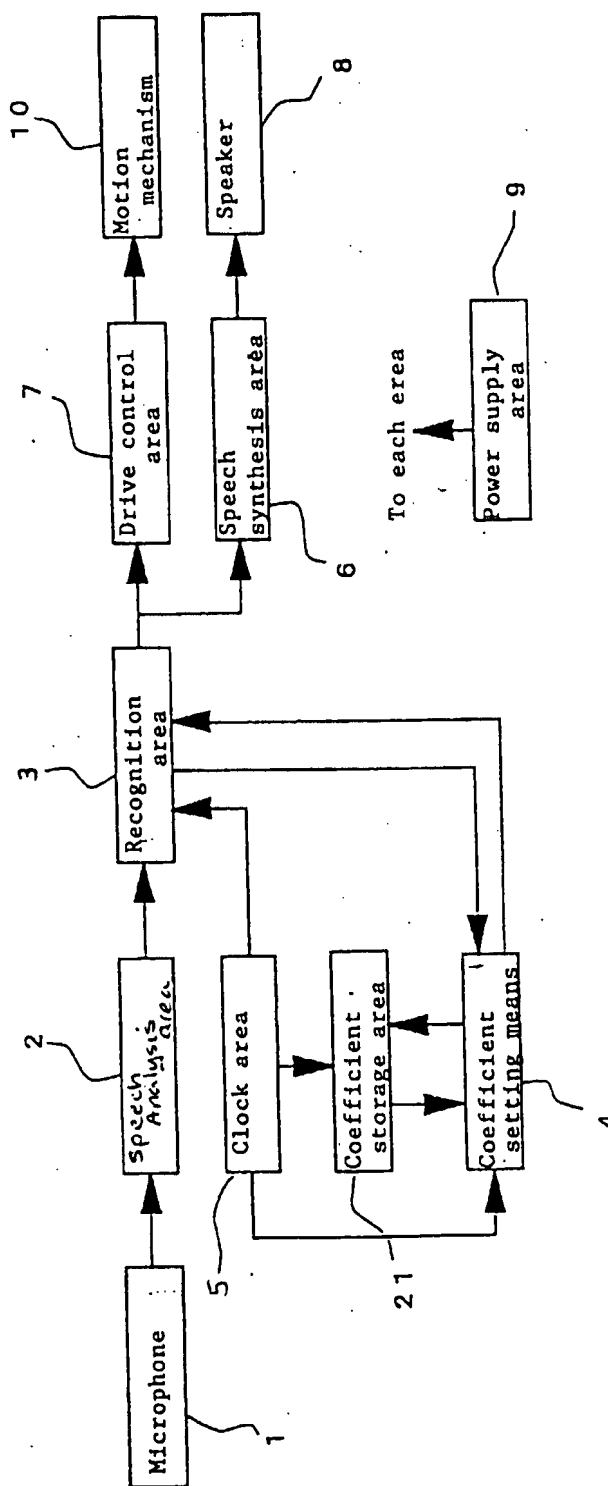 1
Microphone
2
speech
Analysis
area
3
Recognition
area
5
Clock area
21
Coefficient
storage area
4
Coefficient
setting means
7
Drive control
area
10
Motion
mechanism
6
Speech
synthesis area
8
Speaker
To each erea
9
Power supply
area